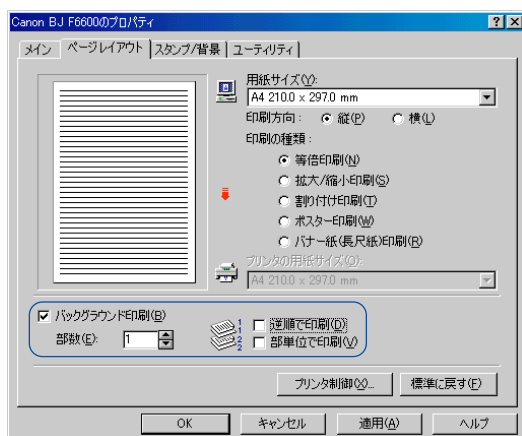 Canon BJ F6600のプロパティ
メイン ページレイアウト スタンプ/背景 ユーティリティ
用紙サイズ(Y):
A4 210.0 x 297.0 mm
印刷方向: 縦(P) 横(L)
印刷の種類:
等倍印刷(N)
拡大/縮小印刷(S)
割り付け印刷(T)
ポスター印刷(W)
バナー紙(長尺紙)印刷(R)
プリンタの用紙サイズ(O):
A4 210.0 x 297.0 mm
バックグラウンド印刷(B)
部数(E): 1
1 逆順で印刷(D)
1
2 部単位で印刷(V)
2
プリンタ制御(X)... 標準に戻す(F)
OK キャンセル 適用(A) ヘルプ